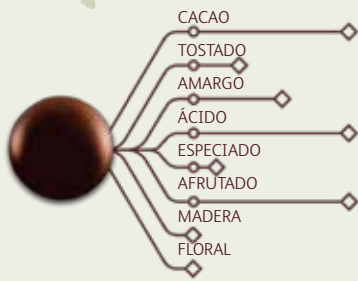 CACAO
TOSTADO
AMARGO
ÁCIDO
ESPECIADO
AFRUTADO
MADERA
FLORAL